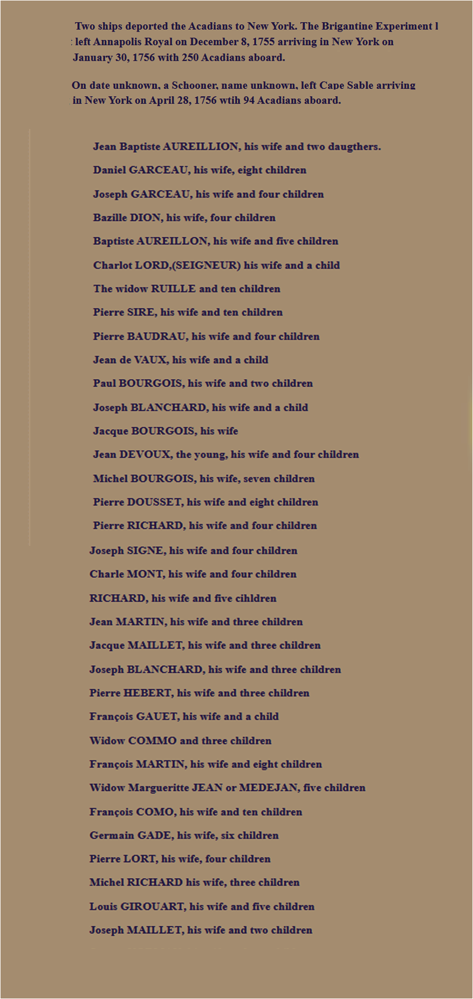 Two ships deported the Acadians to New York. The Brigantine Experiment l
left Annapolis Royal on December 8, 1755 arriving in New York on
January 30, 1756 with 250 Acadians aboard.
On date unknown, a Schooner, name unknown, left Cape Sable arriving
in New York on April 28, 1756 wtih 94 Acadians aboard.
Jean Baptiste AUREILLION, his wife and two daugthers.
Daniel GARCEAU, his wife, eight children
Joseph GARCEAU, his wife and four children
Bazille DION, his wife, four children
Baptiste AUREILLON, his wife and five children
Charlot LORD,(SEIGNEUR) his wife and a child
The widow RUILLE and ten children
Pierre SIRE, his wife and ten children
Pierre BAUDRAU, his wife and four children
Jean de VAUX, his wife and a child
Paul BOURGOIS, his wife and two children
Joseph BLANCHARD, his wife and a child
Jacque BOURGOIS, his wife
Jean DEVOUX, the young, his wife and four children
Michel BOURGOIS, his wife, seven children
Pierre DOUSSET, his wife and eight children
Pierre RICHARD, his wife and four children
Joseph SIGNE, his wife and four children
Charle MONT, his wife and four children
RICHARD, his wife and five cihldren
Jean MARTIN, his wife and three children
Jacque MAILLET, his wife and three children
Joseph BLANCHARD, his wife and three children
Pierre HEBERT, his wife and three children
François GAUET, his wife and a child
Widow COMMO and three children
François MARTIN, his wife and eight children
Widow Margueritte JEAN or MEDEJAN, five children
François COMO, his wife and ten children
Germain GADE, his wife, six children
Pierre LORT, his wife, four children
Michel RICHARD his wife, three children
Louis GIROUART, his wife and five children
Joseph MAILLET, his wife and two children